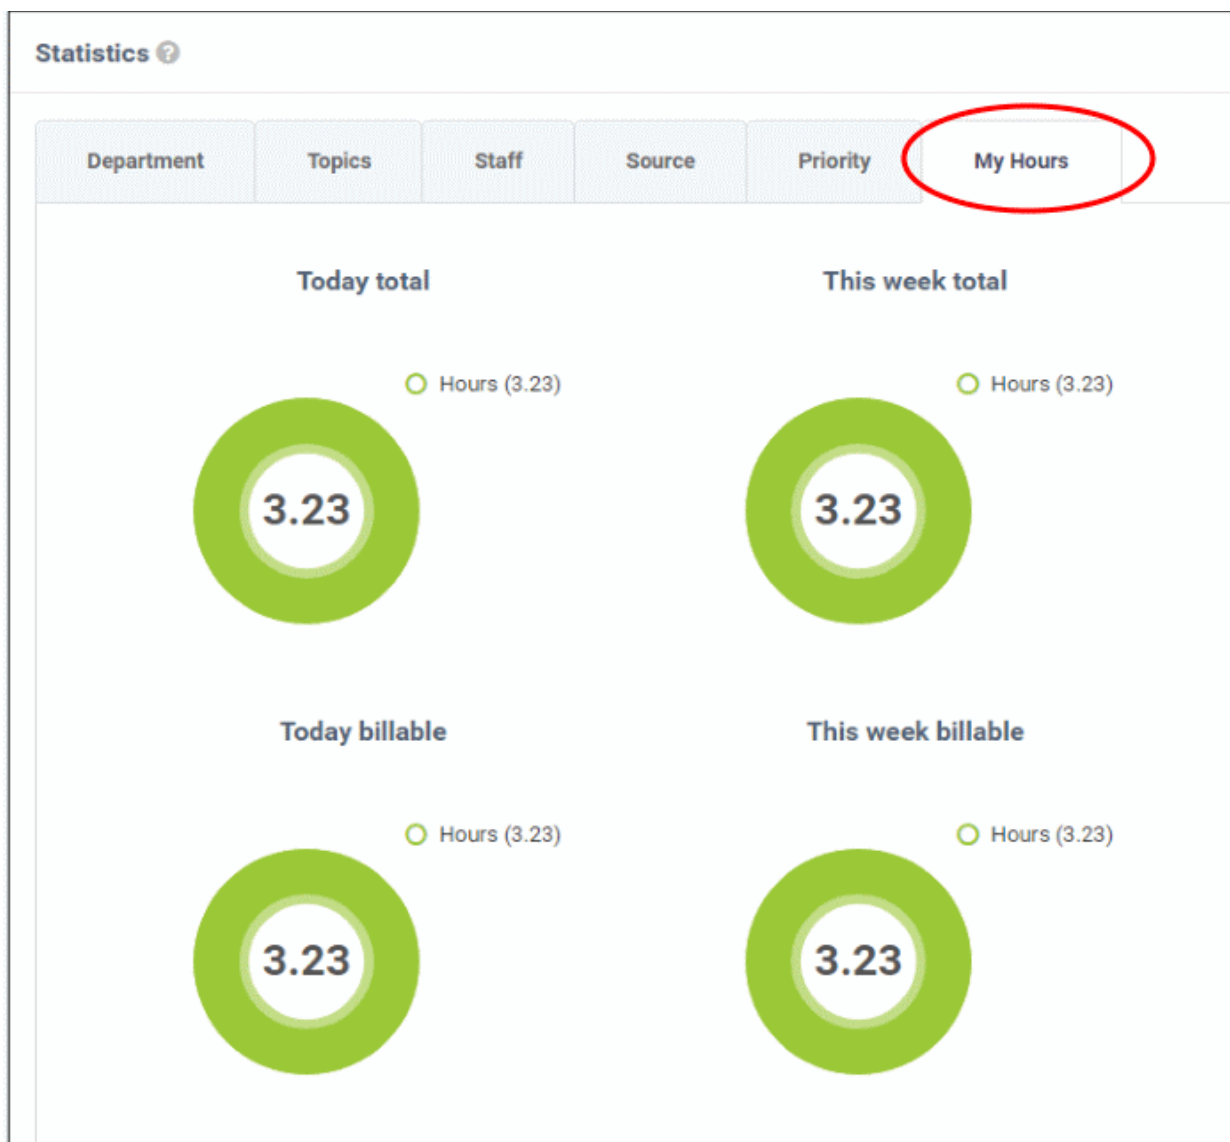 Statistics ?
Department Topics Staff Source Priority My Hours
Today total This week total
Hours (3.23) Hours (3.23)
3.23 3.23
Today billable This week billable
Hours (3.23) Hours (3.23)
3.23 3.23